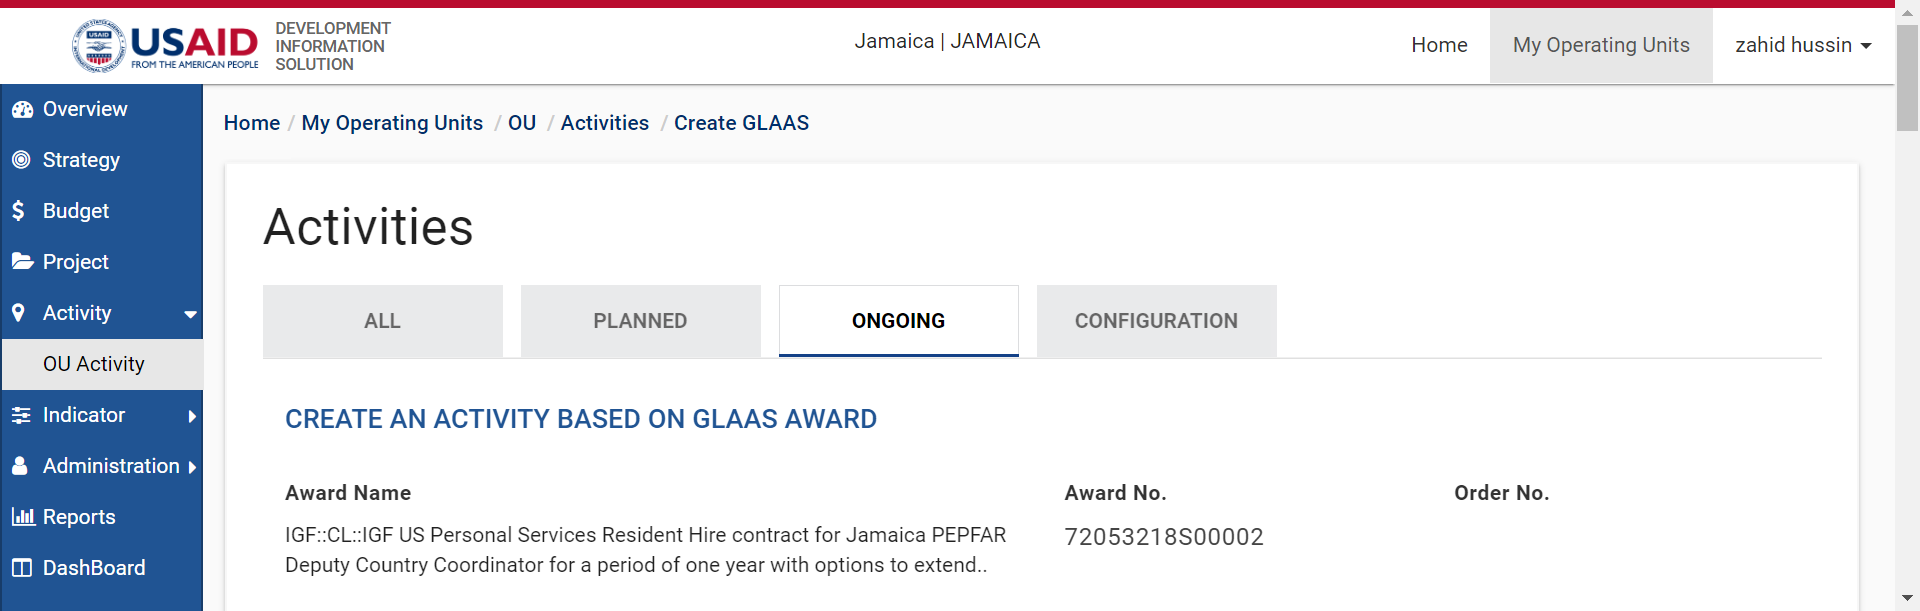 USAID
FROM THE AMERICAN PEOPLE
DEVELOPMENT
INFORMATION
SOLUTION
Jamaica | JAMAICA
Home
My Operating Units
zahid hussin
Overview
Strategy
Budget
Project
Activity
OU Activity
Indicator
Administration
Reports
DashBoard
Home / My Operating Units / OU / Activities / Create GLAAS
Activities
ALL
PLANNED
ONGOING
CONFIGURATION
CREATE AN ACTIVITY BASED ON GLAAS AWARD
Award Name
IGF::CL::IGF US Personal Services Resident Hire contract for Jamaica PEPFAR
Deputy Country Coordinator for a period of one year with options to extend..
Award No.
72053218S00002
Order No.